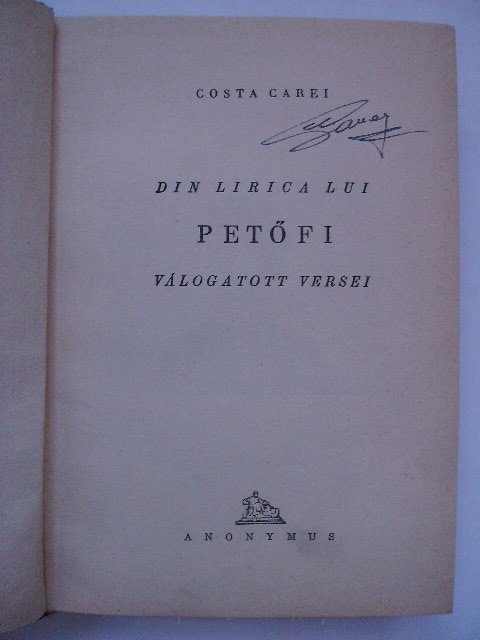 COSTA CAREI
DIN LIRICA LUI
PETŐFI
VÁLOGATOTT VERSEI
ANONYMUS